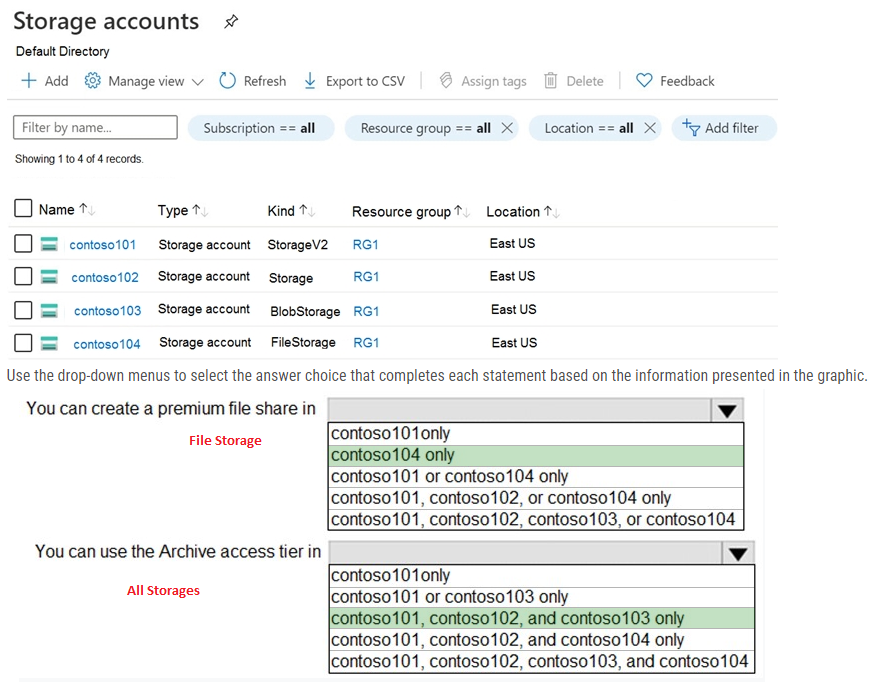 Storage accounts
Default Directory
Add Manage view Refresh Export to CSV Assign tags Delete Feedback
Filter by name... Subscription == all Resource group == all Location == all Add filter
Showing 1 to 4 of 4 records.
Name Type Kind Resource group Location
contoso101 Storage account StorageV2 RG1 East US
contoso102 Storage account Storage RG1 East US
contoso103 Storage account BlobStorage RG1 East US
contoso104 Storage account FileStorage RG1 East US
Use the drop-down menus to select the answer choice that completes each statement based on the information presented in the graphic.
You can create a premium file share in
File Storage
contoso101only
contoso104 only
contoso101 or contoso104 only
contoso101, contoso102, or contoso104 only
contoso101, contoso102, contoso103, or contoso104
You can use the Archive access tier in
All Storages
contoso101only
contoso101 or contoso103 only
contoso101, contoso102, and contoso103 only
contoso101, contoso102, and contoso104 only
contoso101, contoso102, contoso103, and contoso104